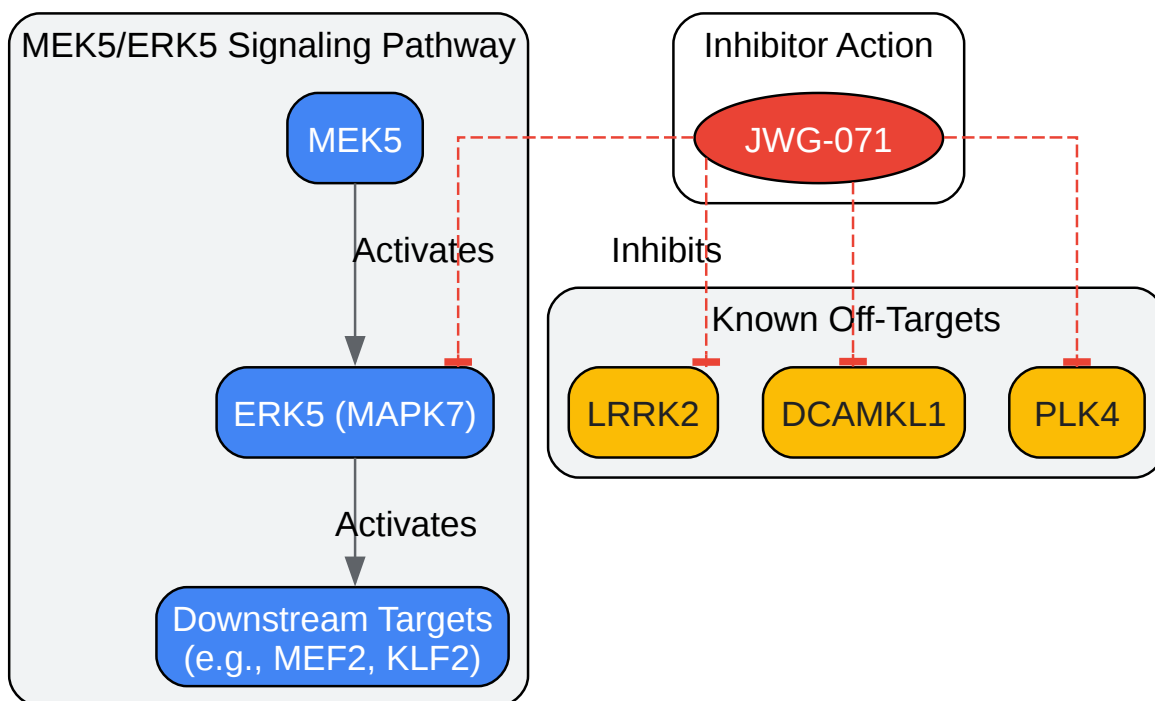 MEK5/ERK5 Signaling Pathway
MEK5
Activates
ERK5 (MAPK7)
Activates
Downstream Targets
(e.g., MEF2, KLF2)
Inhibitor Action
JWG-071
Inhibits
Known Off-Targets
LRRK2
DCAMKL1
PLK4